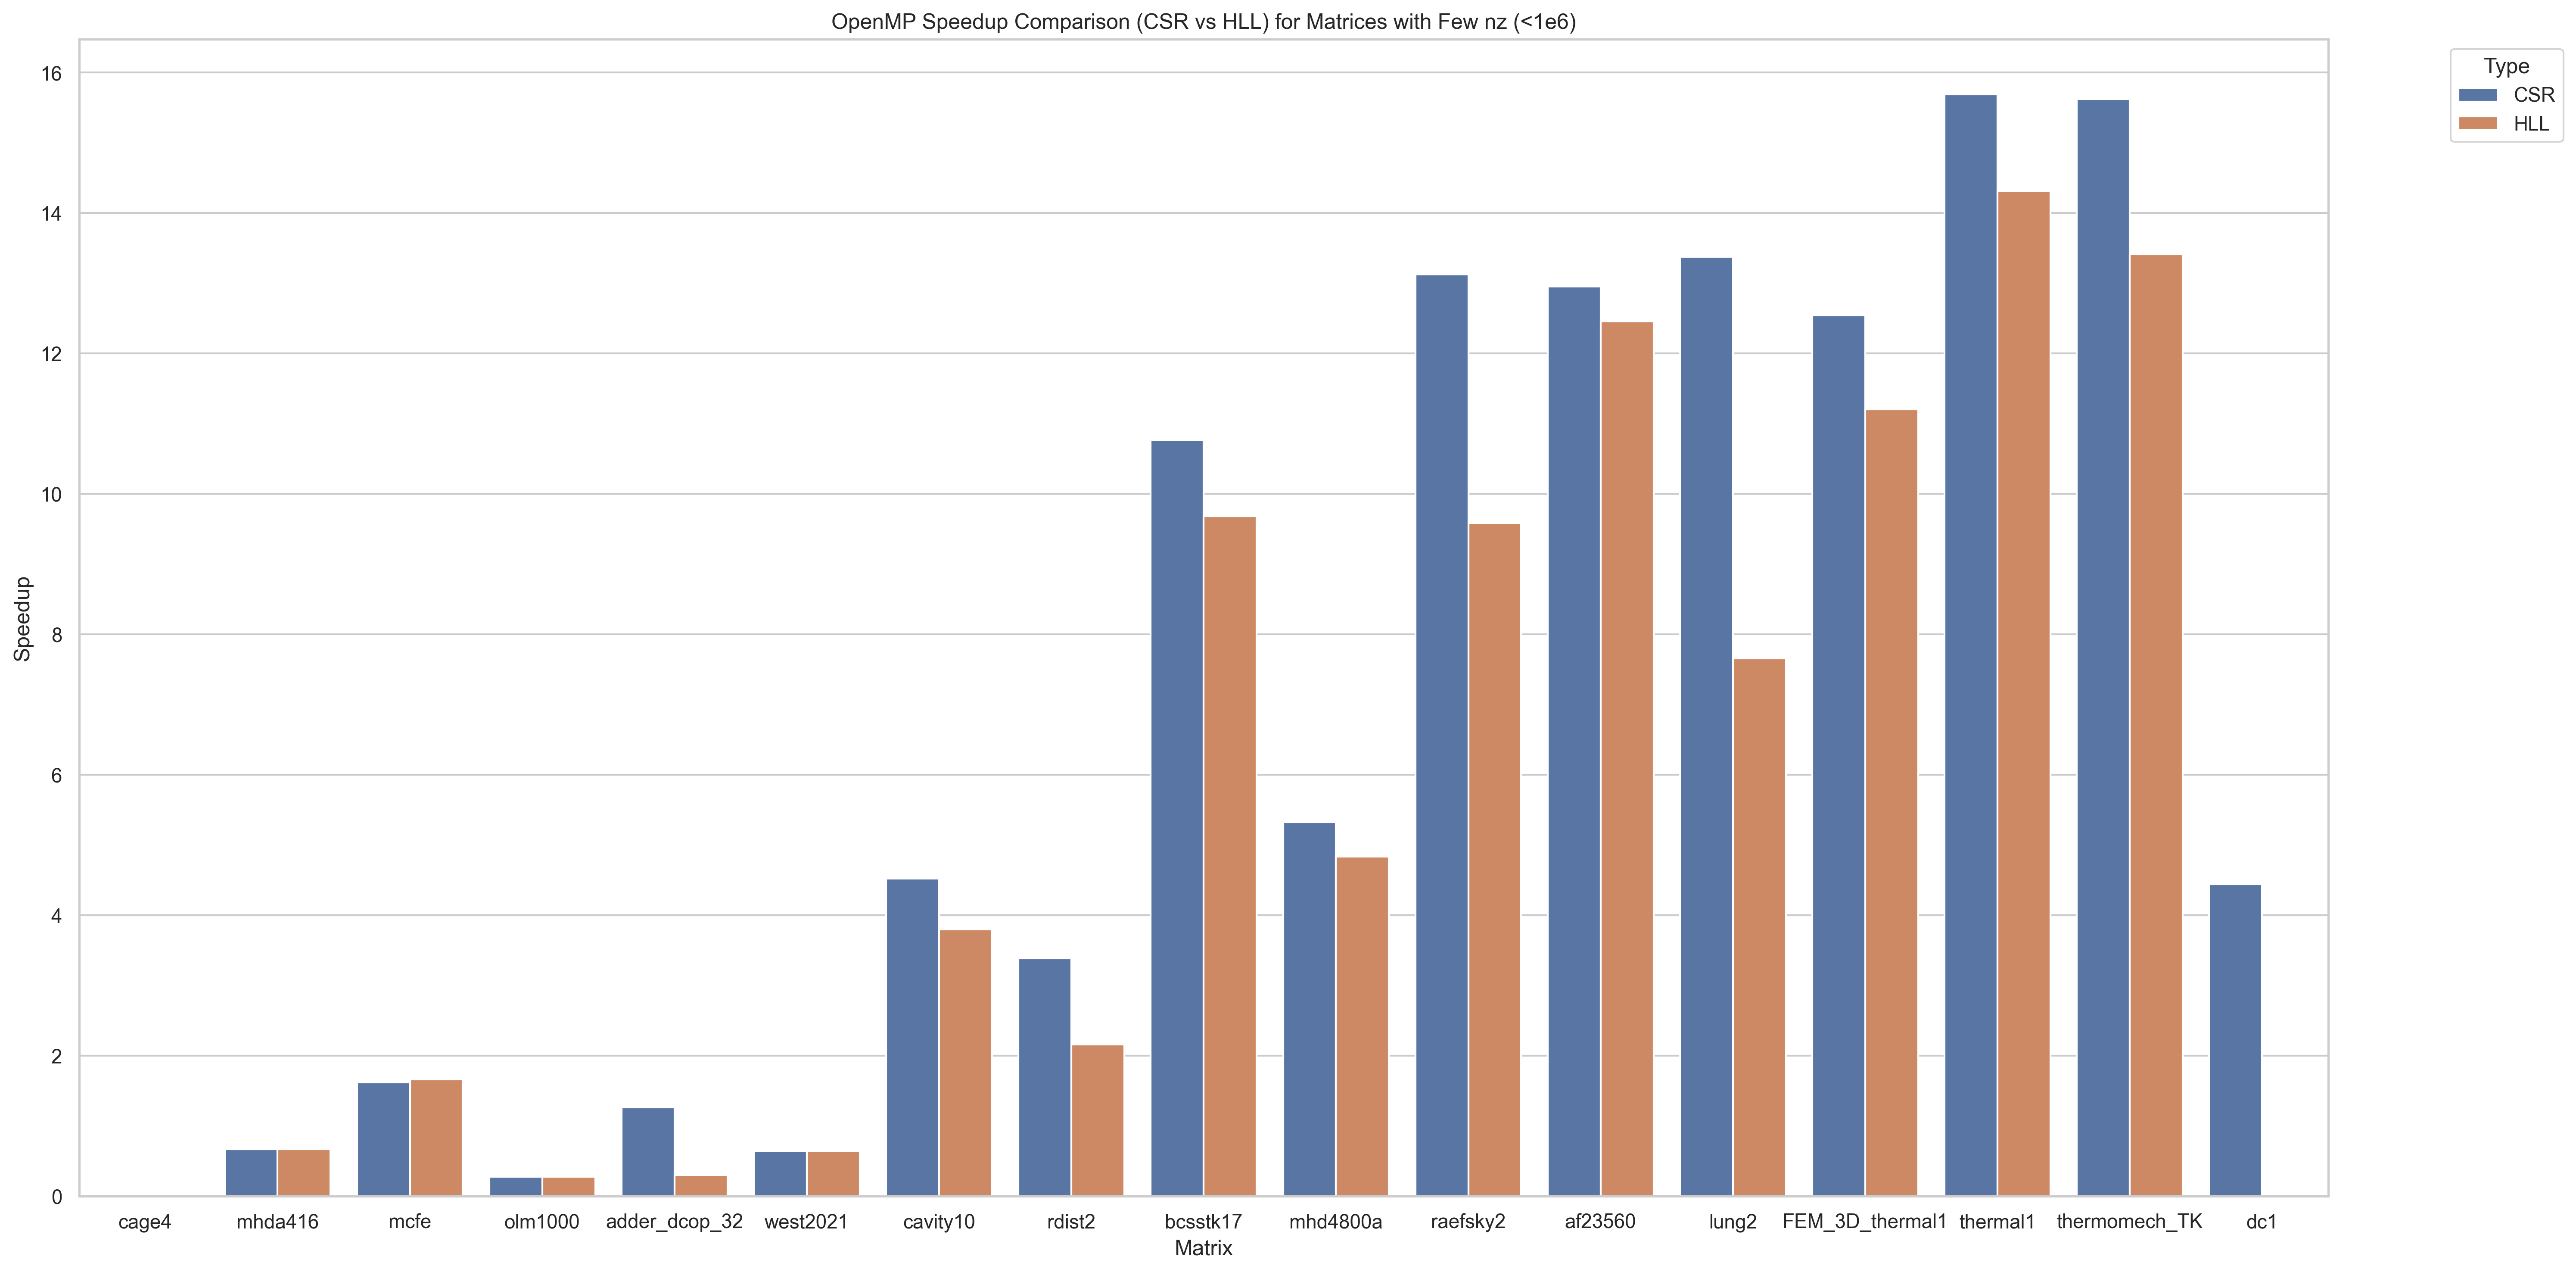 OpenMP Speedup Comparison (CSR vs HLL) for Matrices with Few nz (<1e6)
Type
CSR
HLL
Speedup
16
14
12
10
8
6
4
2
0
cage4 mhda416 mcfe olm1000 adder_dcop_32 west2021 cavity10 rdist2 bcsstk17 mhd4800a raefsky2 af23560 lung2 FEM_3D_thermal1 thermal1 thermomech_TK dc1
Matrix